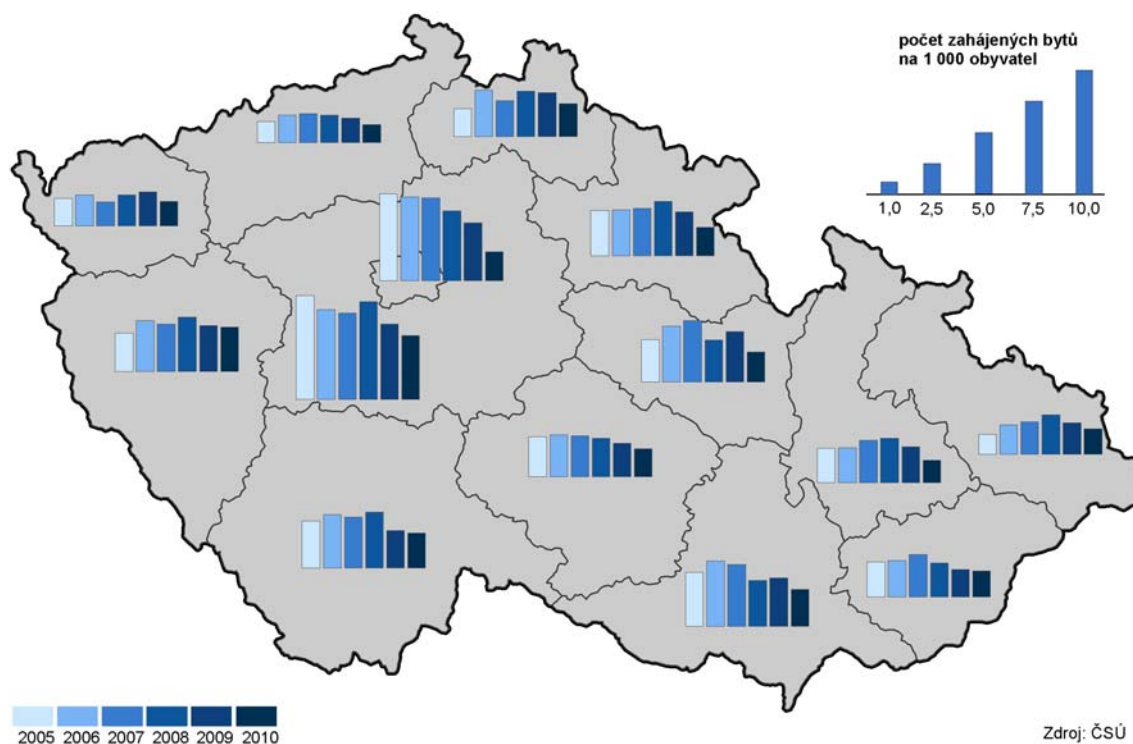 počet zahájených bytů
na 1 000 obyvatel
1,0 2,5 5,0 7,5 10,0
2005 2006 2007 2008 2009 2010
Zdroj: ČSÚ